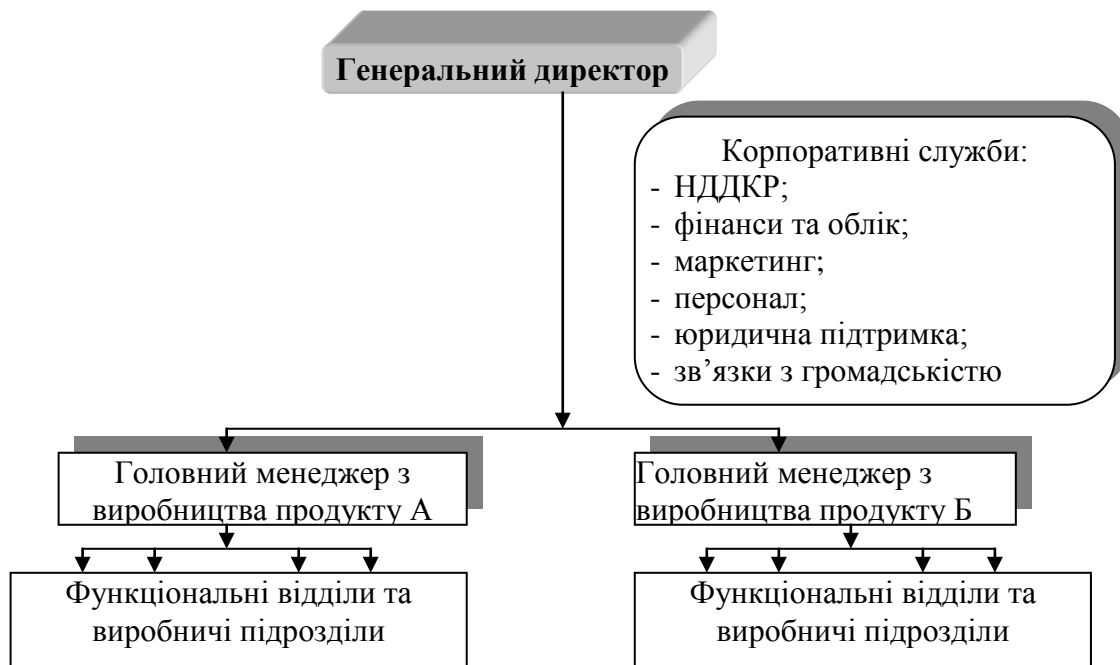 Генеральний директор
Корпоративні служби:
- НДДКР;
- фінанси та облік;
- маркетинг;
- персонал;
- юридична підтримка;
- зв’язки з громадськістю
Головний менеджер з
виробництва продукту А
Головний менеджер з
виробництва продукту Б
Функціональні відділи та
виробничі підрозділи
Функціональні відділи та
виробничі підрозділи